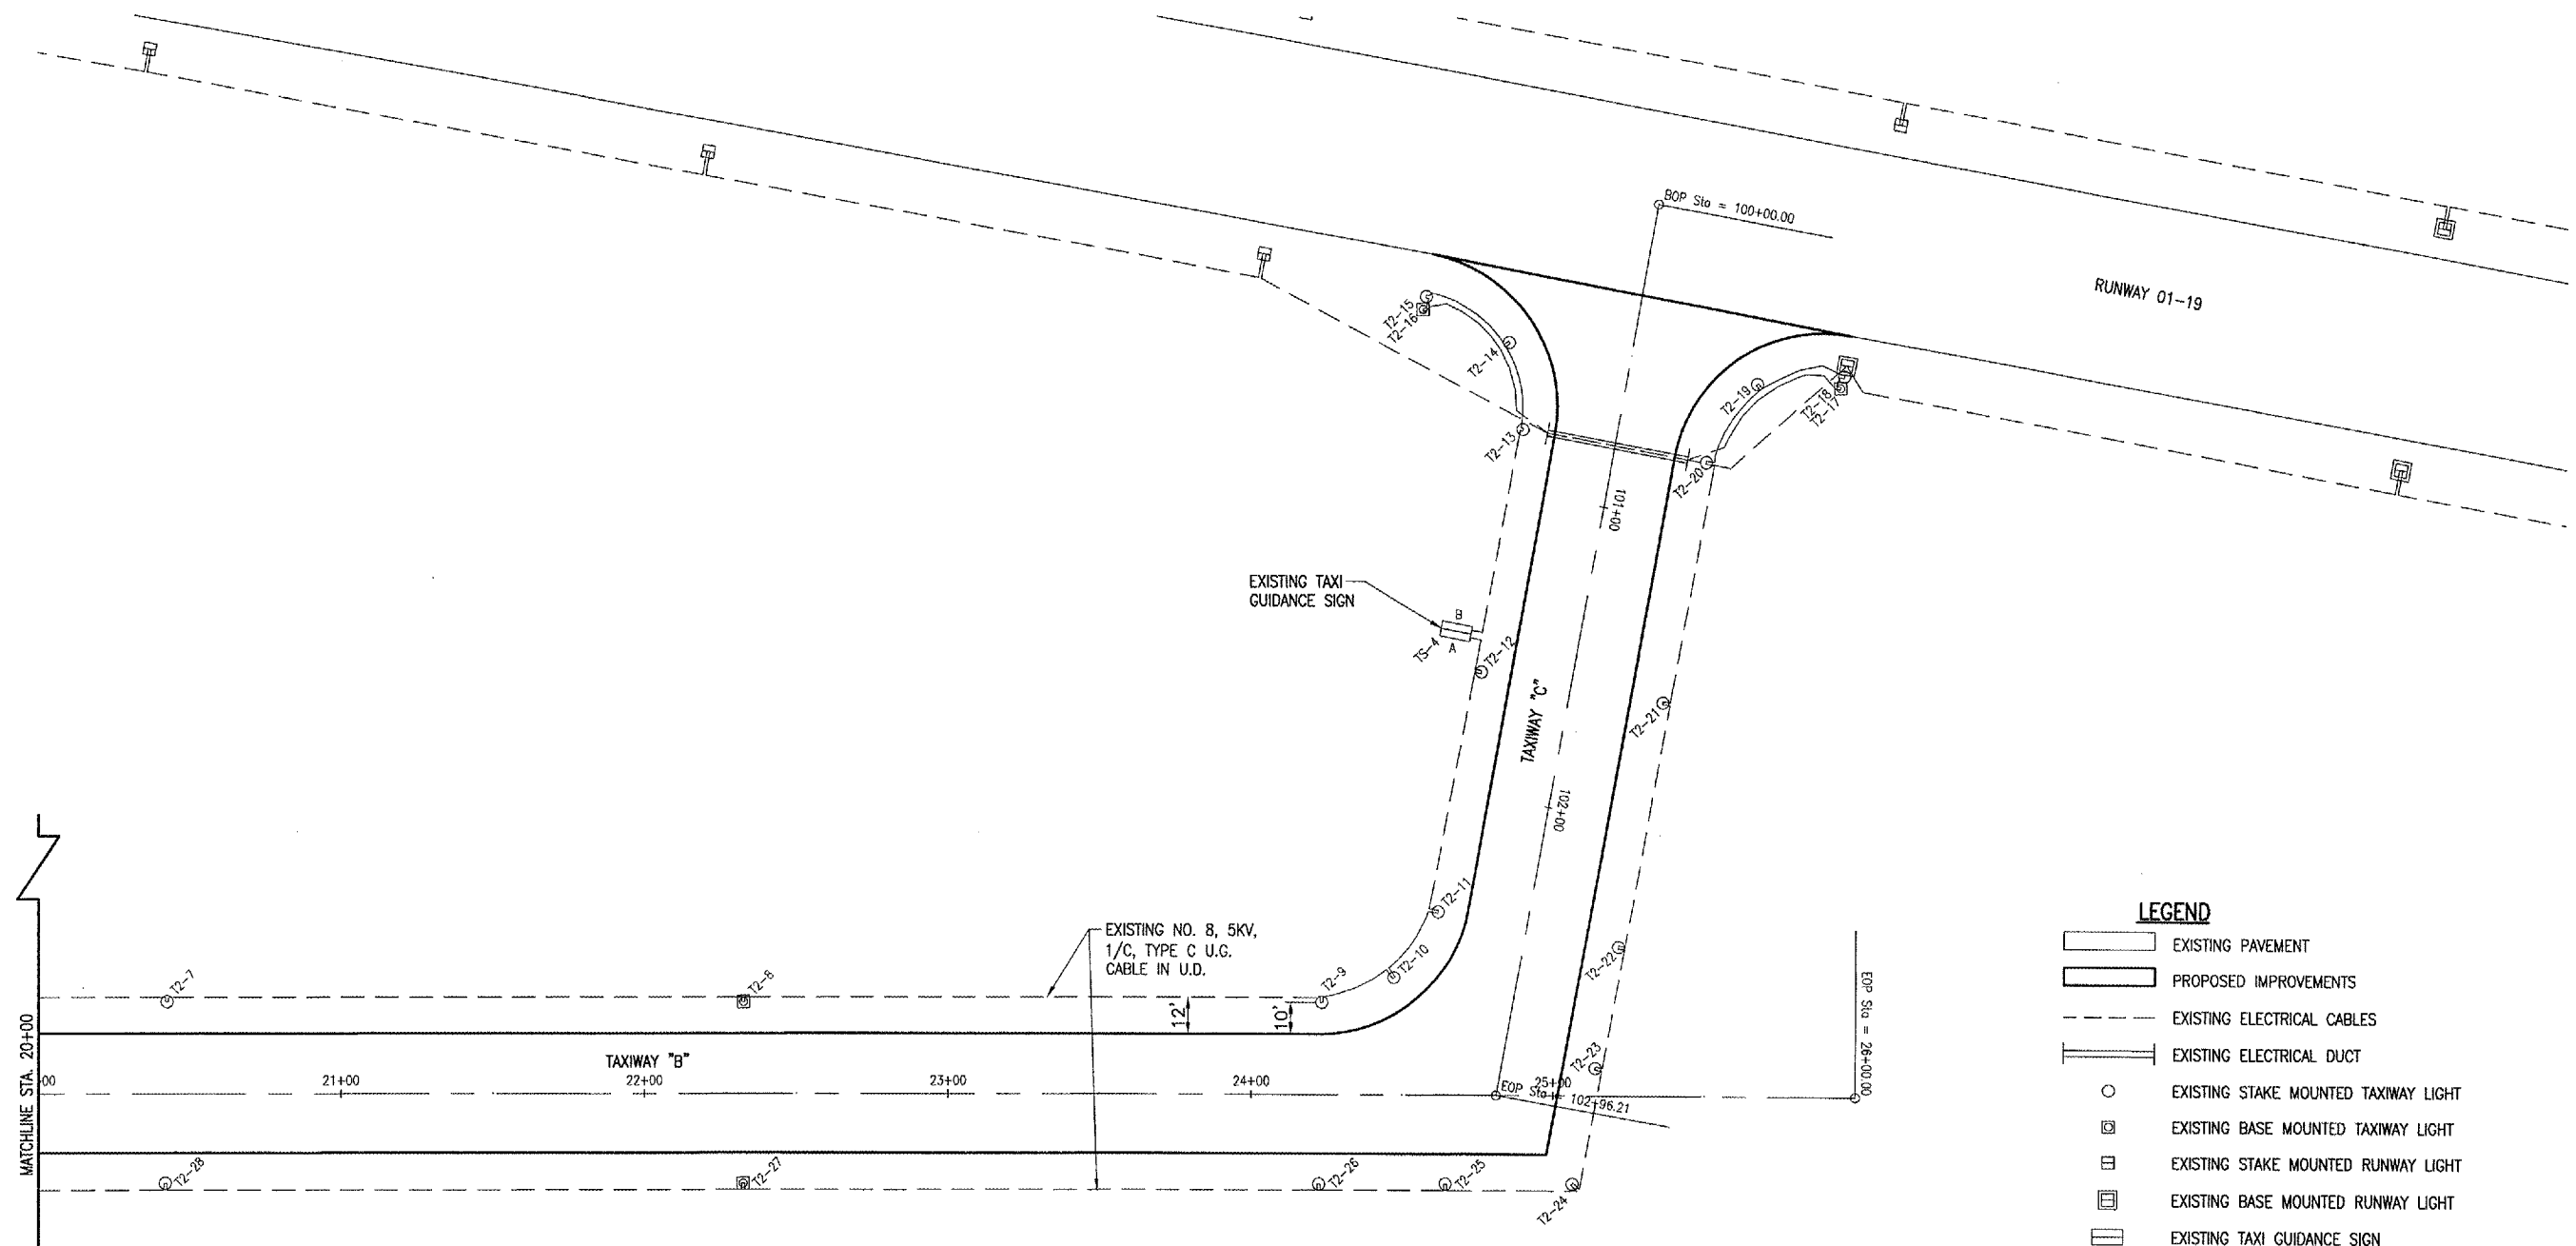 BOP Sta = 100+00.00
RUNWAY 01-19
T2-15
T2-16
T2-14
T2-13
T2-19
T2-18
T2-17
T2-20
101+00
EXISTING TAXI
GUIDANCE SIGN
B
A
TS-4
T2-12
T2-21
TAXIWAY "C"
102+00
T2-11
T2-10
T2-9
T2-22
T2-23
EXISTING NO. 8, 5KV,
1/C, TYPE C U.G.
CABLE IN U.D.
T2-7
T2-8
12'
10'
MATCHLINE STA. 20+00
TAXIWAY "B"
00
21+00
22+00
23+00
24+00
25+00
EOP Sta = 102+96.21
EOP Sta = 26+00.00
T2-28
T2-27
T2-26
T2-25
T2-24
LEGEND
EXISTING PAVEMENT
PROPOSED IMPROVEMENTS
EXISTING ELECTRICAL CABLES
EXISTING ELECTRICAL DUCT
EXISTING STAKE MOUNTED TAXIWAY LIGHT
EXISTING BASE MOUNTED TAXIWAY LIGHT
EXISTING STAKE MOUNTED RUNWAY LIGHT
EXISTING BASE MOUNTED RUNWAY LIGHT
EXISTING TAXI GUIDANCE SIGN